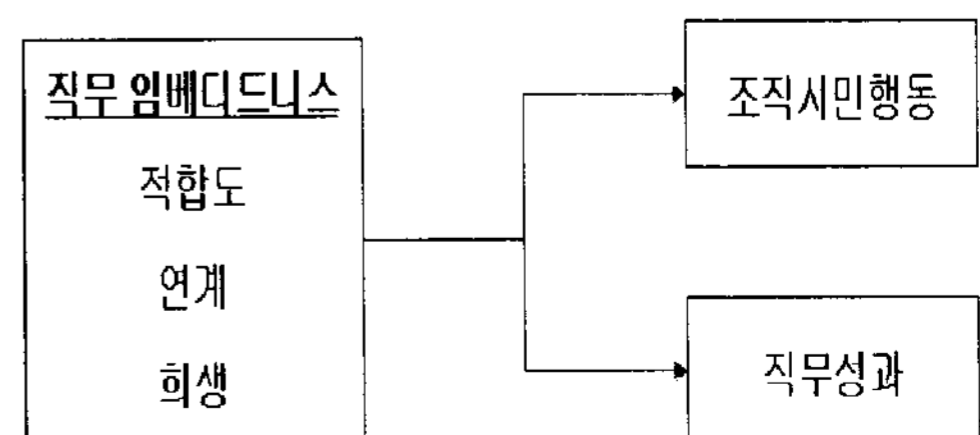 직무 임베디드니스
적합도
연계
희생
조직시민행동
직무성과